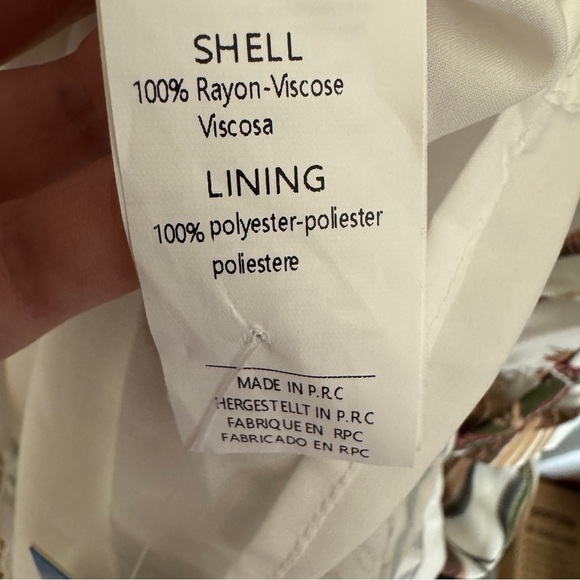 SHELL
100% Rayon-Viscose
Viscosa
LINING
100% polyester-poliester
poliestere
MADE IN P.R.C
HERGESTELLT IN P.R.C
FABRIQUE EN RPC
FABRICADO EN RPC